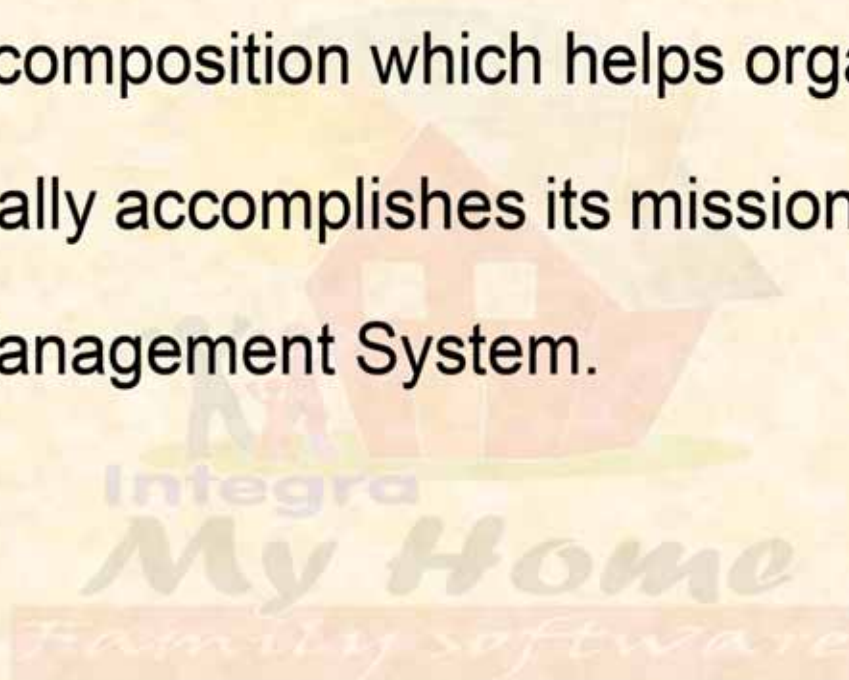 composition which helps orga
ally accomplishes its mission
anagement System.
Integra
My Home
Family software